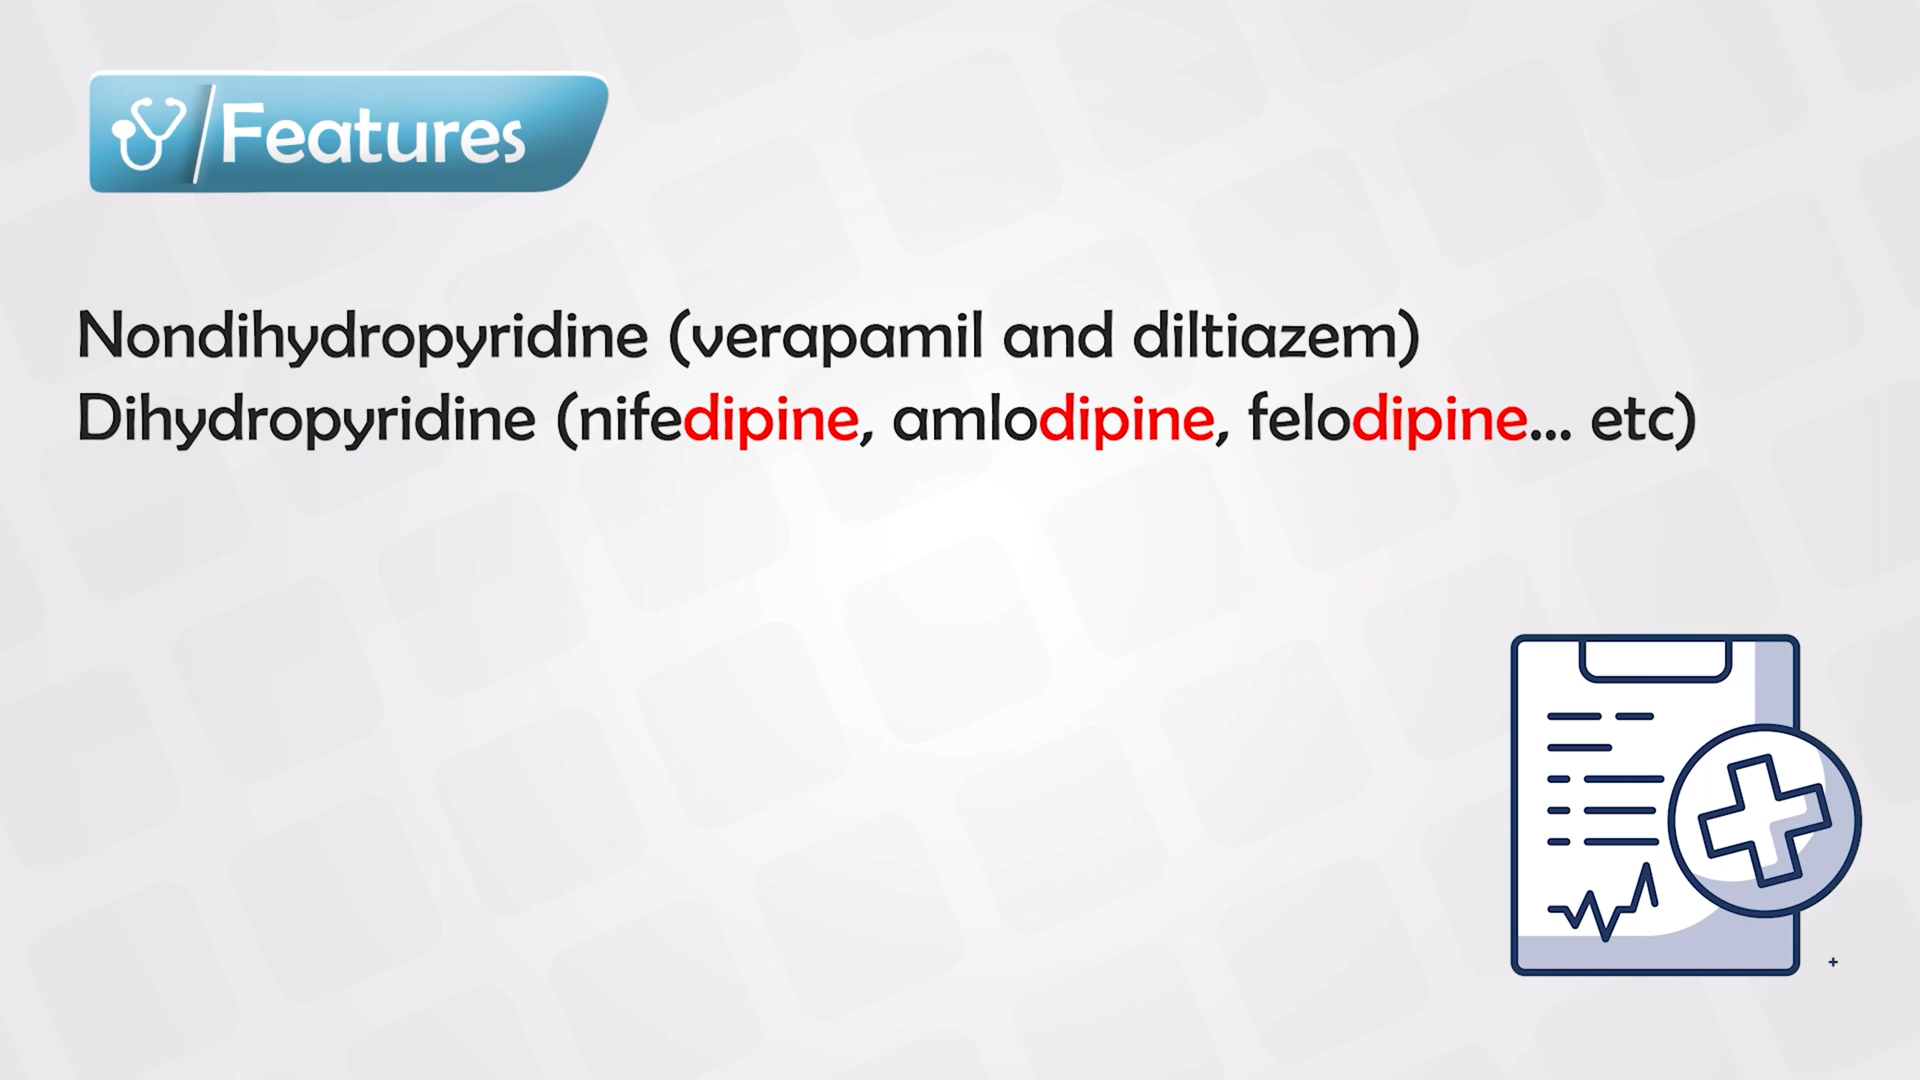 Features
Nondihydropyridine (verapamil and diltiazem)
Dihydropyridine (nifedipine, amlodipine, felodipine... etc)